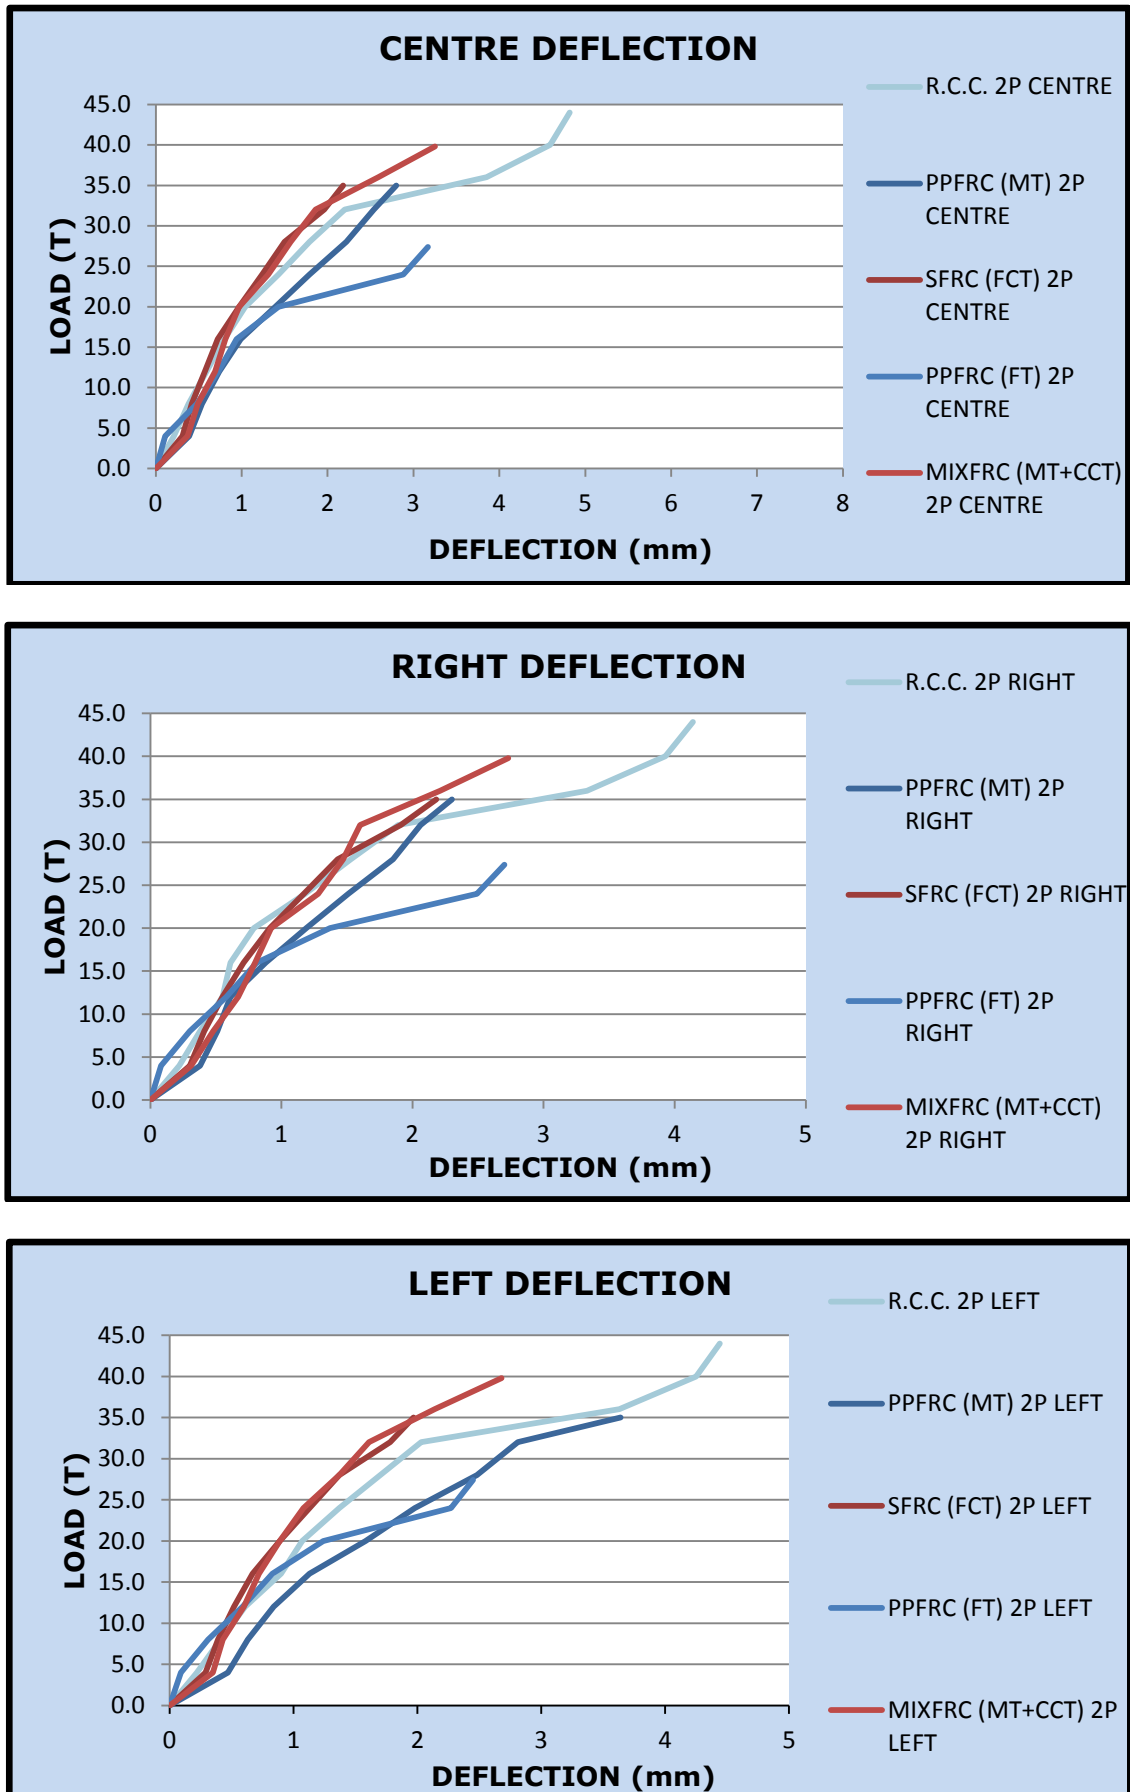 CENTRE DEFLECTION
LOAD (T)
45.0
40.0
35.0
30.0
25.0
20.0
15.0
10.0
5.0
0.0
0 1 2 3 4 5 6 7 8
DEFLECTION (mm)
R.C.C. 2P CENTRE
PPFRC (MT) 2P
CENTRE
SFRC (FCT) 2P
CENTRE
PPFRC (FT) 2P
CENTRE
MIXFRC (MT+CCT)
2P CENTRE
RIGHT DEFLECTION
LOAD (T)
45.0
40.0
35.0
30.0
25.0
20.0
15.0
10.0
5.0
0.0
0 1 2 3 4 5
DEFLECTION (mm)
R.C.C. 2P RIGHT
PPFRC (MT) 2P
RIGHT
SFRC (FCT) 2P RIGHT
PPFRC (FT) 2P
RIGHT
MIXFRC (MT+CCT)
2P RIGHT
LEFT DEFLECTION
LOAD (T)
45.0
40.0
35.0
30.0
25.0
20.0
15.0
10.0
5.0
0.0
0 1 2 3 4 5
DEFLECTION (mm)
R.C.C. 2P LEFT
PPFRC (MT) 2P LEFT
SFRC (FCT) 2P LEFT
PPFRC (FT) 2P LEFT
MIXFRC (MT+CCT) 2P
LEFT